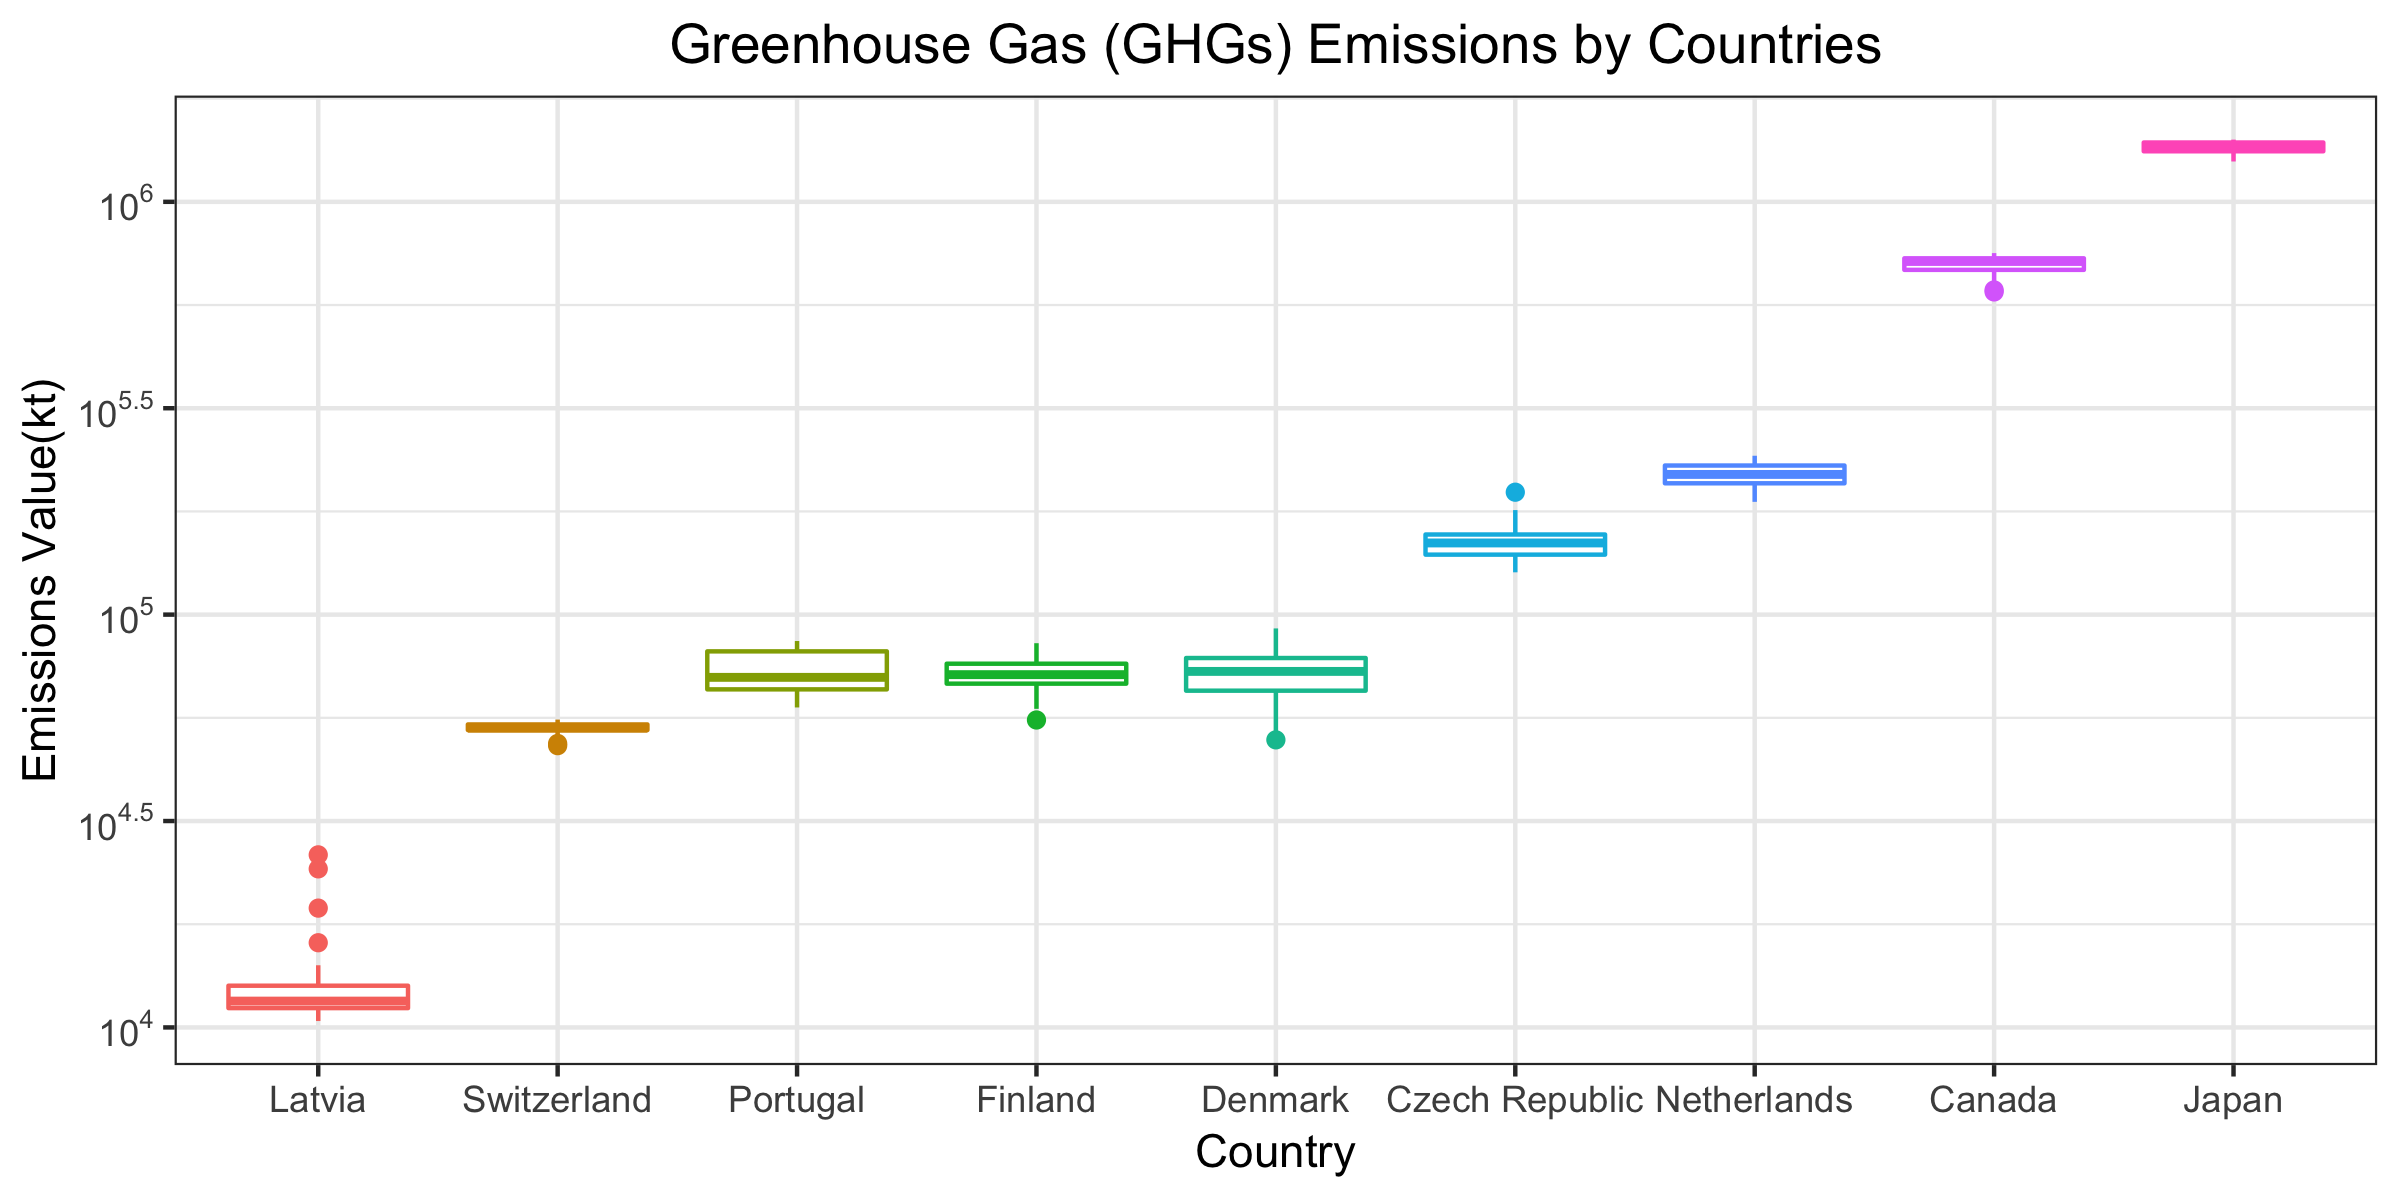 Greenhouse Gas (GHGs) Emissions by Countries
Emissions Value(kt)
10^6
10^5.5
10^5
10^4.5
10^4
Latvia Switzerland Portugal Finland Denmark Czech Republic Netherlands Canada Japan
Country